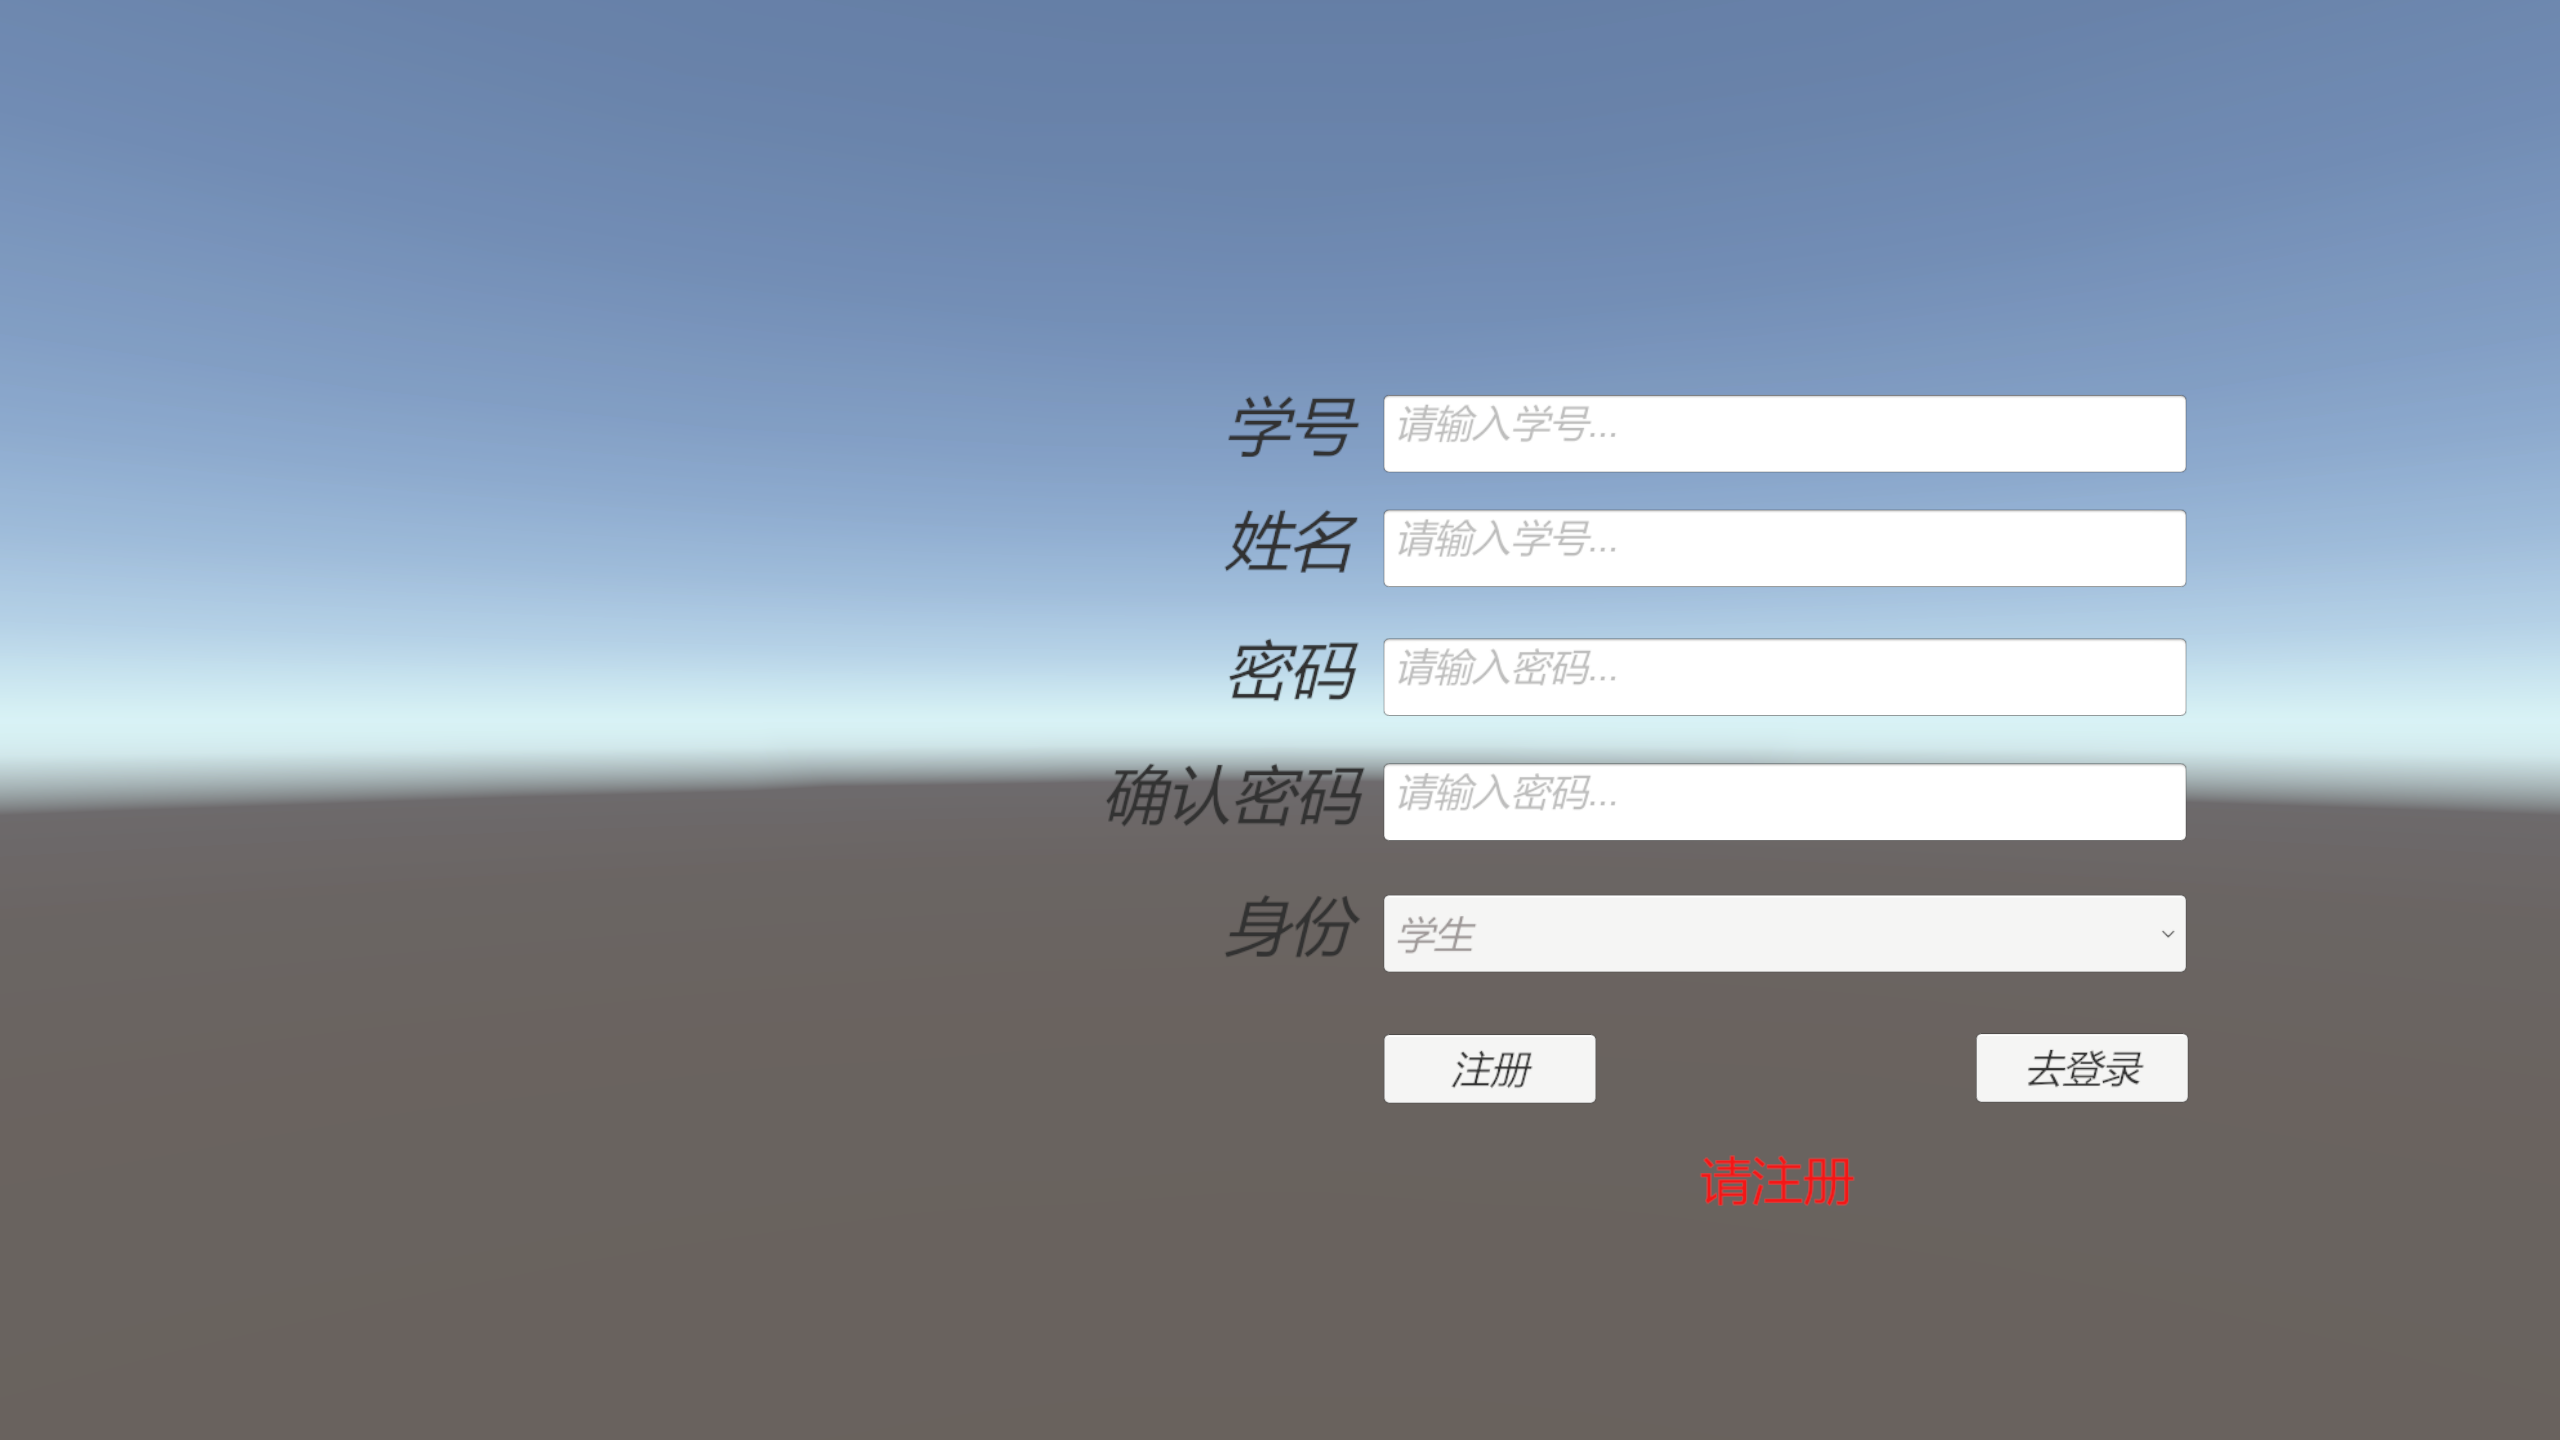 学号 请输入学号...
姓名 请输入学号...
密码 请输入密码...
确认密码 请输入密码...
身份 学生
注册 去登录
请注册